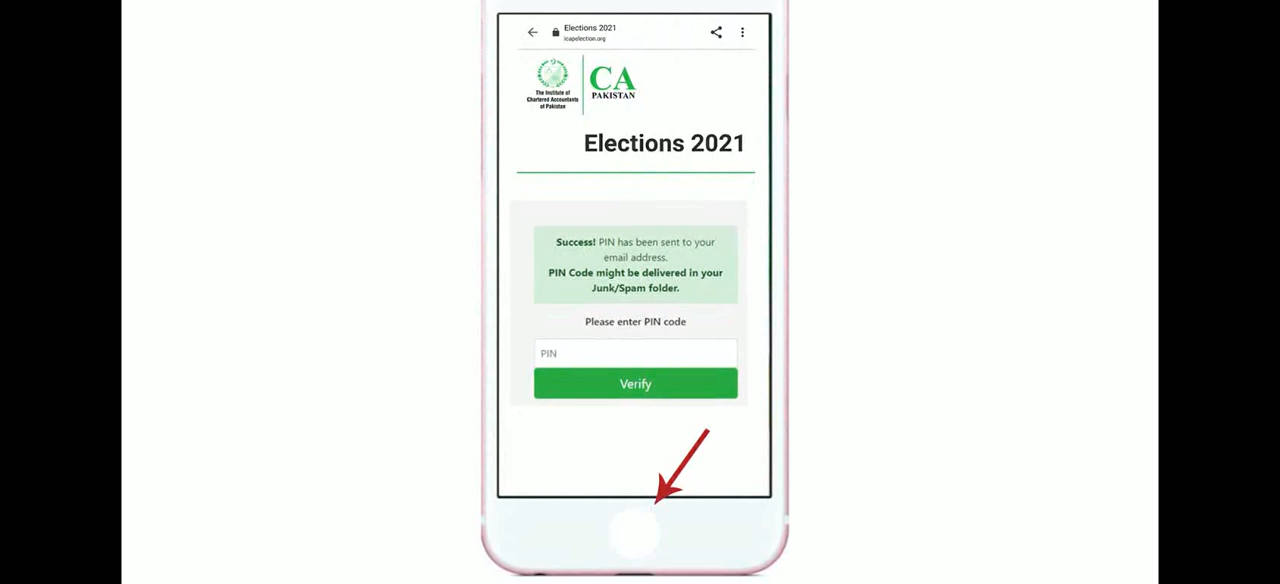 Elections 2021
icapelection.org
The Institute of
Chartered Accountants
of Pakistan
CA
PAKISTAN
Elections 2021
Success! PIN has been sent to your
email address.
PIN Code might be delivered in your
Junk/Spam folder.
Please enter PIN code
PIN
Verify